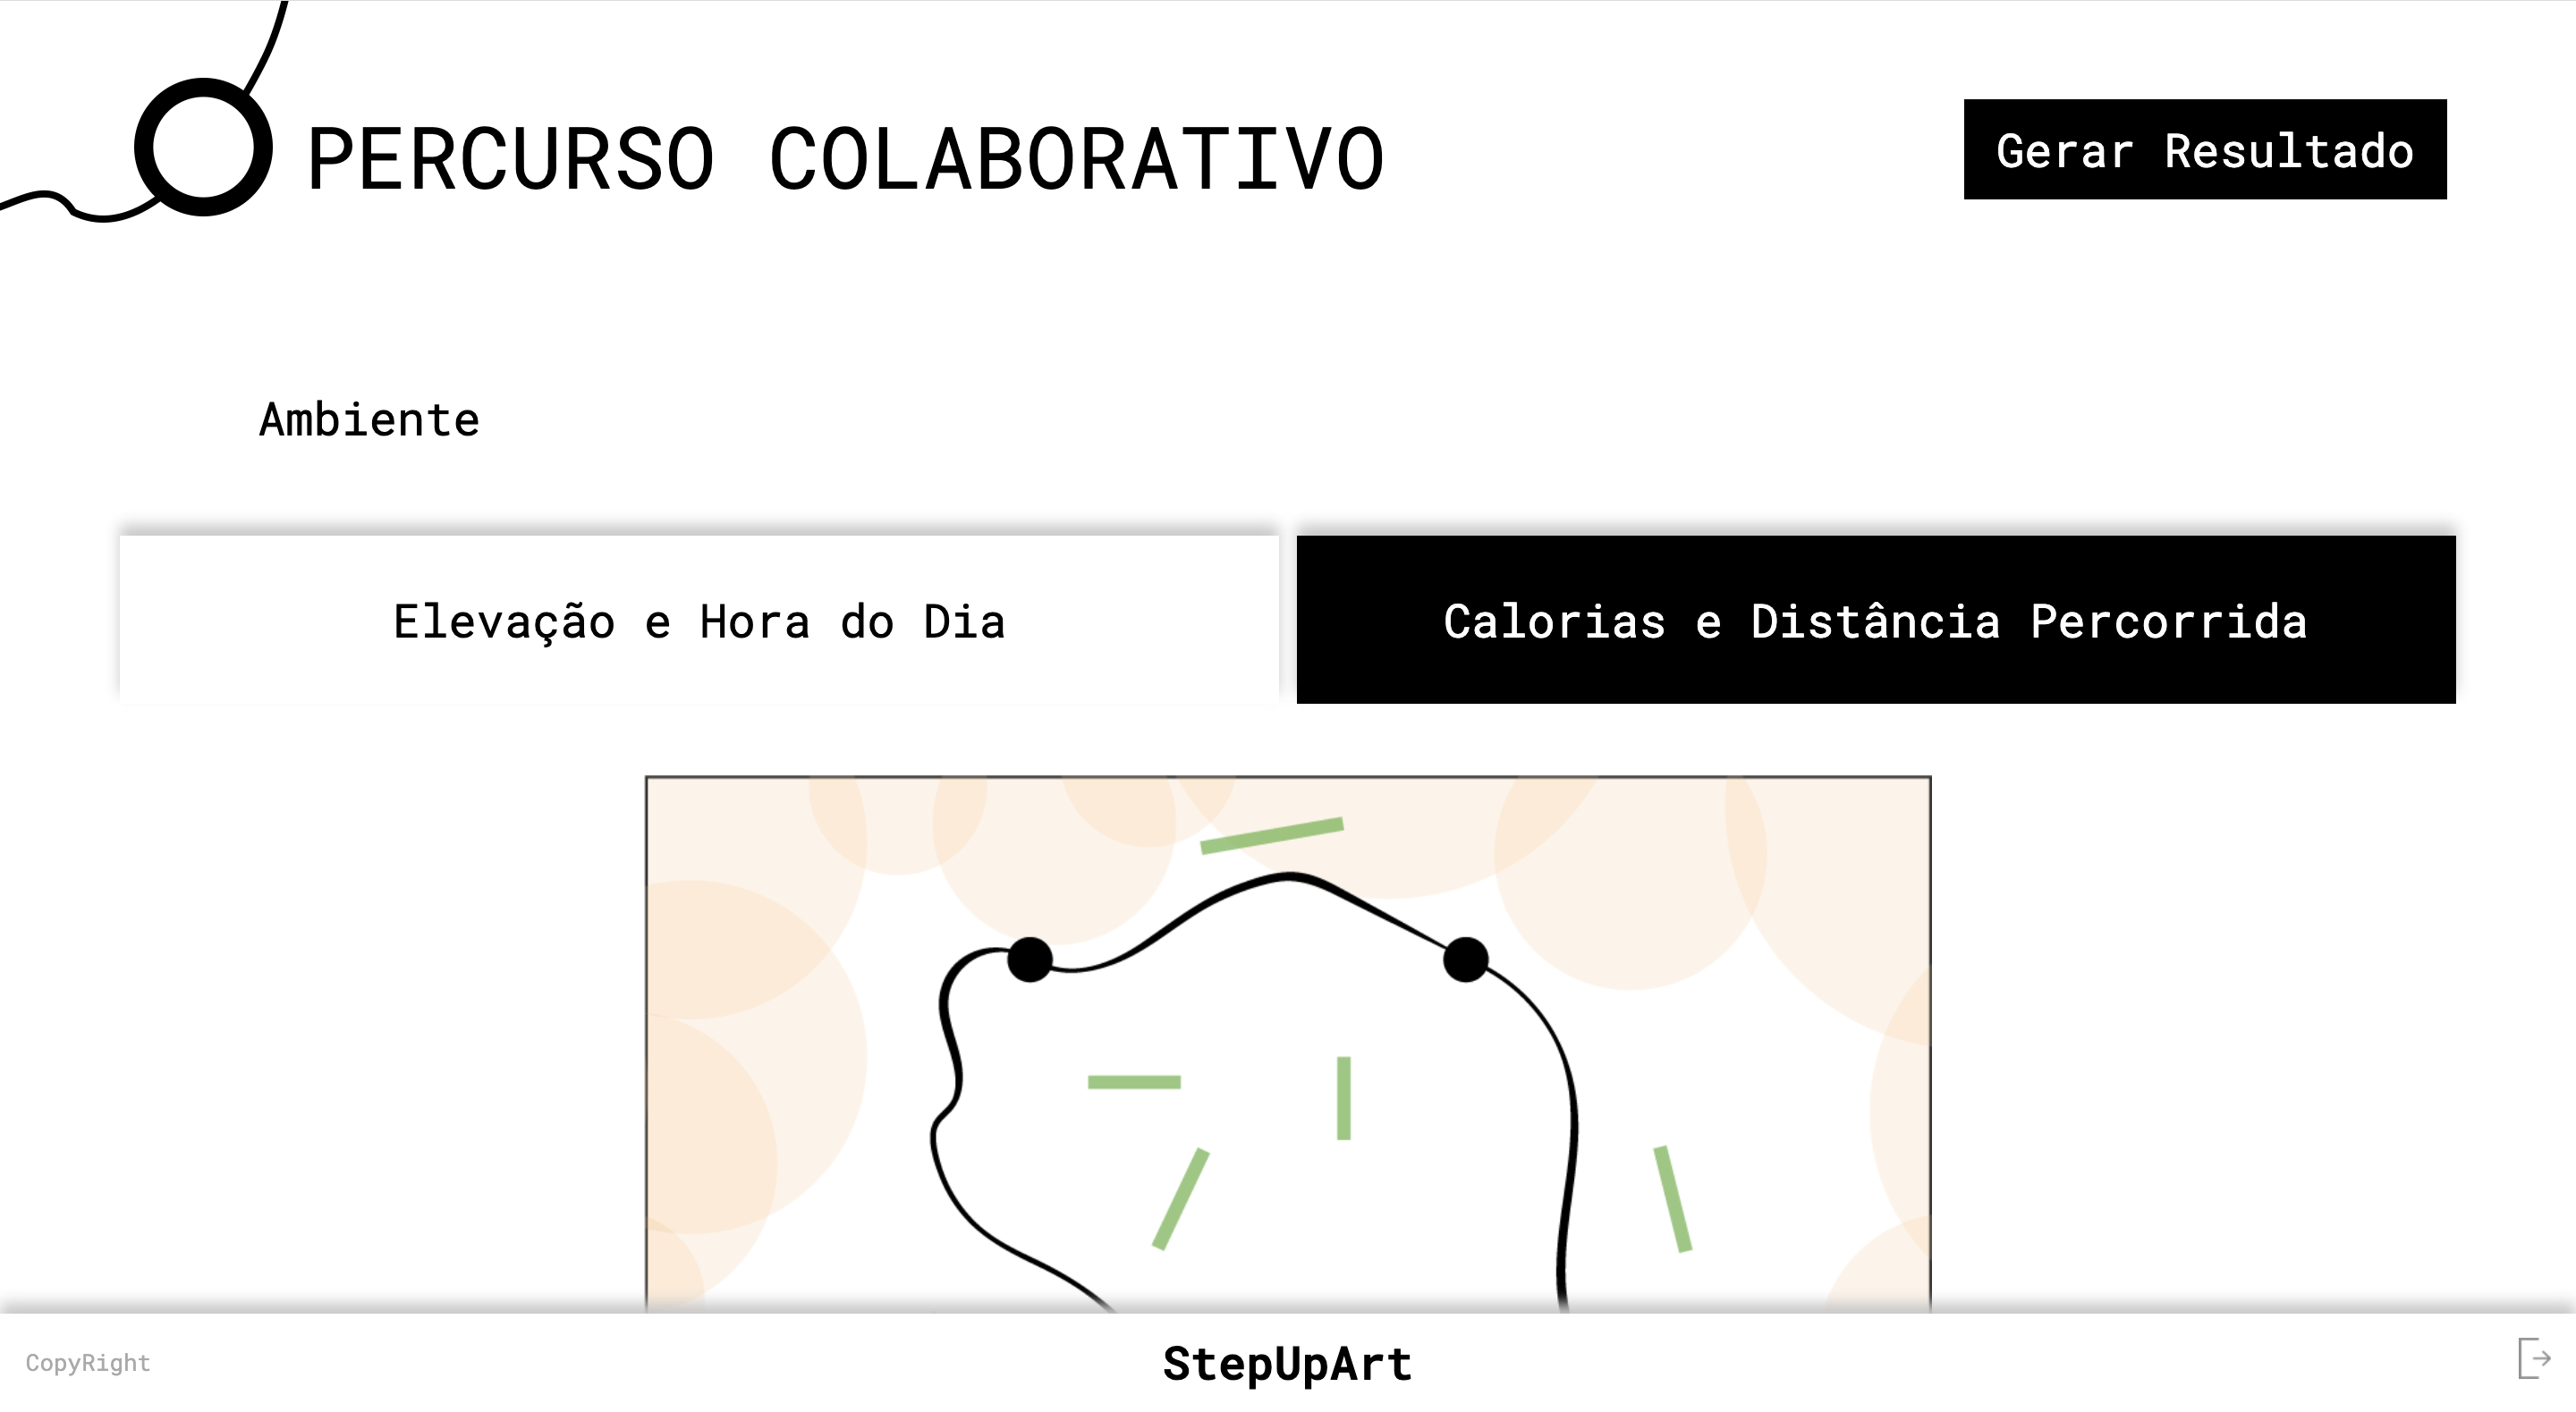 PERCURSO COLABORATIVO
Gerar Resultado
Ambiente
Elevação e Hora do Dia
Calorias e Distância Percorrida
CopyRight
StepUpArt